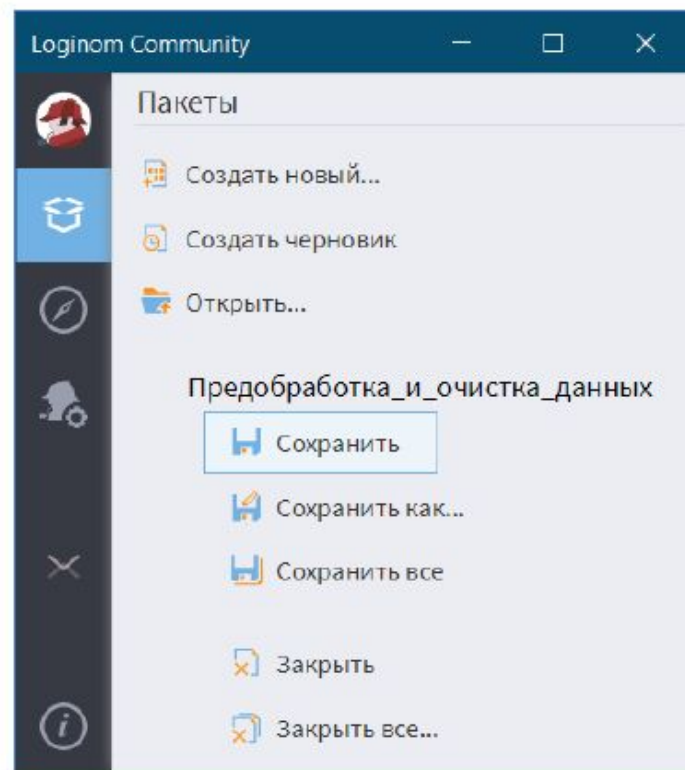 Loginom Community
Пакеты
Создать новый...
Создать черновик
Открыть...
Предобработка_и_очистка_данных
Сохранить
Сохранить как...
Сохранить все
Закрыть
Закрыть все...